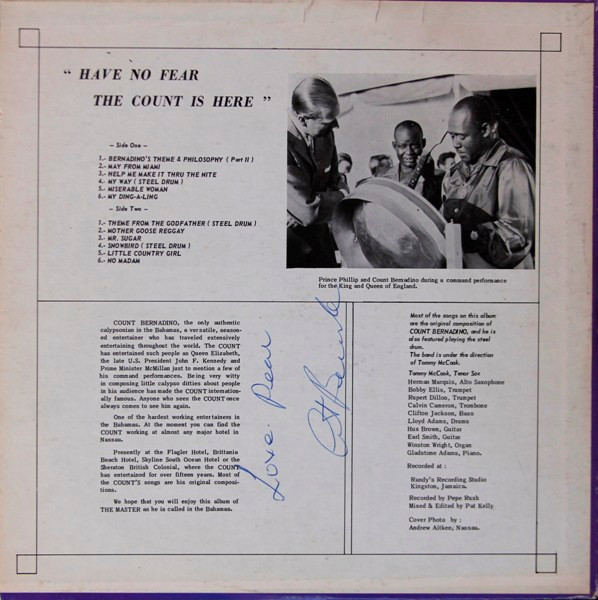 “ HAVE NO FEAR
THE COUNT IS HERE ”
– Side One –
1.- BERNADINO'S THEME & PHILOSOPHY ( Part II )
2.- MAY FROM MIAMI
3.- HELP ME MAKE IT THRU THE NITE
4.- MY WAY ( STEEL DRUM )
5.- MISERABLE WOMAN
6.- MY DING-A-LING
– Side Two –
1.- THEME FROM THE GODFATHER ( STEEL DRUM )
2.- MOTHER GOOSE REGGAY
3.- MR. SUGAR
4.- SNOWBIRD ( STEEL DRUM )
5.- LITTLE COUNTRY GIRL
6.- NO MADAM
Prince Phillip and Count Bernadino during a command performance
for the King and Queen of England.
COUNT BERNADINO, the only authentic
calypsonian in the Bahamas, a versatile, season-
ed entertainer who has traveled extensively
entertaining throughout the world. The COUNT
has entertained such people as Queen Elizabeth,
the late U.S. President John F. Kennedy and
Prime Minister McMillan just to mention a few of
his command performances. Being very witty
in composing little calypso ditties about people
in his audience has made the COUNT internation-
ally famous. Anyone who sees the COUNT once
always comes to see him again.
One of the hardest working entertainers in
the Bahamas. At the moment you can find the
COUNT working at almost any major hotel in
Nassau.
Presently at the Flagler Hotel, Brittania
Beach Hotel, Skyline South Ocean Hotel or the
Sheraton British Colonial, where the COUNT
has entertained for over fifteen years. Most of
the COUNT'S songs are his original composi-
tions.
We hope that you will enjoy this album of
THE MASTER as he is called in the Bahamas.
Love
Most of the songs on this album
are the original composition of
COUNT BERNADINO, and he is
also featured playing the steel
drum.
The band is under the direction
of Tommy McCook.
Tommy McCook, Tenor Sax
Herman Marquis, Alto Saxophone
Bobby Ellis, Trumpet
Rupert Dillon, Trumpet
Calvin Cameron, Trombone
Clifton Jackson, Bass
Lloyd Adams, Drums
Hux Brown, Guitar
Earl Smith, Guitar
Winston Wright, Organ
Gladstone Adams, Piano.
Recorded at :
Randy's Recording Studio
Kingston, Jamaica.
Recorded by Pepe Rush
Mixed & Edited by Pat Kelly
Cover Photo by :
Andrew Aitken, Nassau.